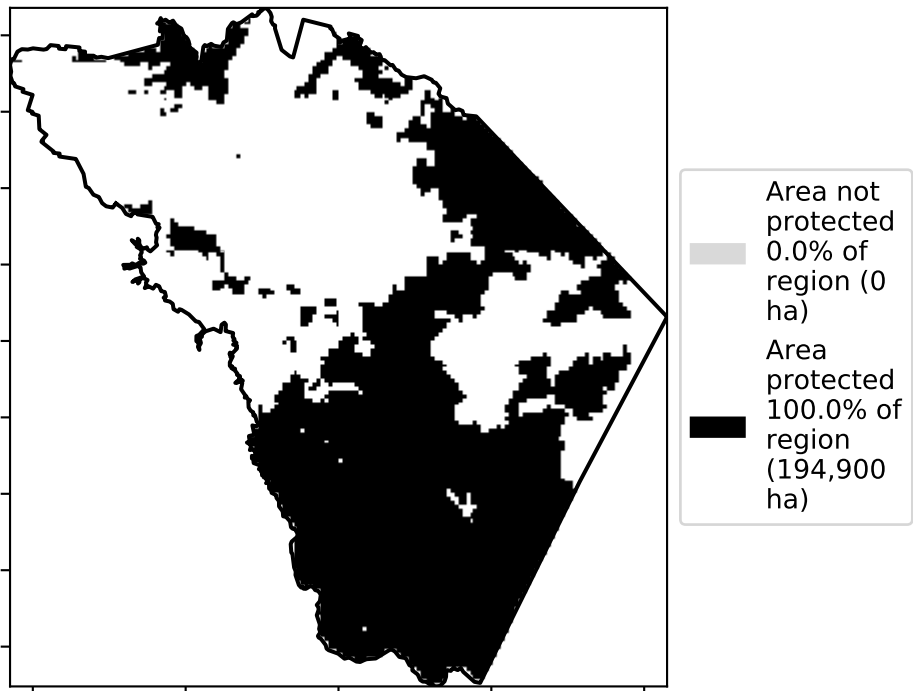 Area not
protected
0.0% of
region (0
ha)
Area
protected
100.0% of
region
(194,900
ha)